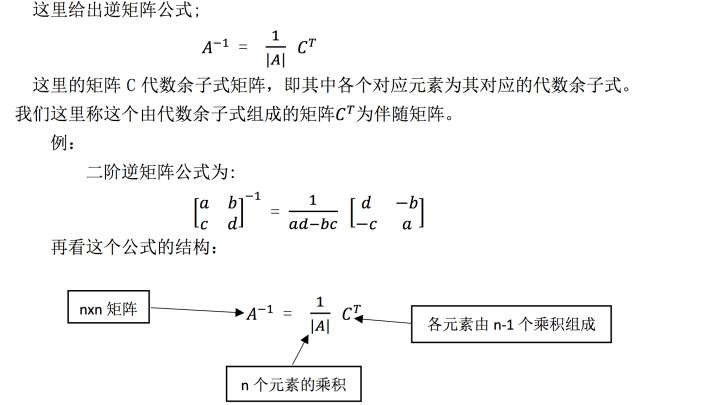 这里给出逆矩阵公式;
A⁻¹ = 1/|A| Cᵀ
这里的矩阵 C 代数余子式矩阵，即其中各个对应元素为其对应的代数余子式。
我们这里称这个由代数余子式组成的矩阵Cᵀ为伴随矩阵。
例：
二阶逆矩阵公式为:
[a b; c d]⁻¹ = 1/(ad−bc) [d −b; −c a]
再看这个公式的结构：
nxn 矩阵
A⁻¹ = 1/|A| Cᵀ
各元素由 n-1 个乘积组成
n 个元素的乘积